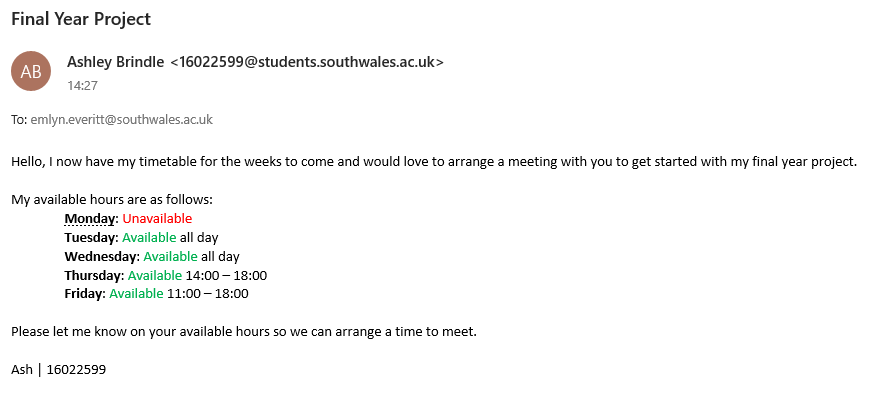 Final Year Project
AB
Ashley Brindle <16022599@students.southwales.ac.uk>
14:27
To: emlyn.everitt@southwales.ac.uk
Hello, I now have my timetable for the weeks to come and would love to arrange a meeting with you to get started with my final year project.
My available hours are as follows:
Monday: Unavailable
Tuesday: Available all day
Wednesday: Available all day
Thursday: Available 14:00 – 18:00
Friday: Available 11:00 – 18:00
Please let me know on your available hours so we can arrange a time to meet.
Ash | 16022599